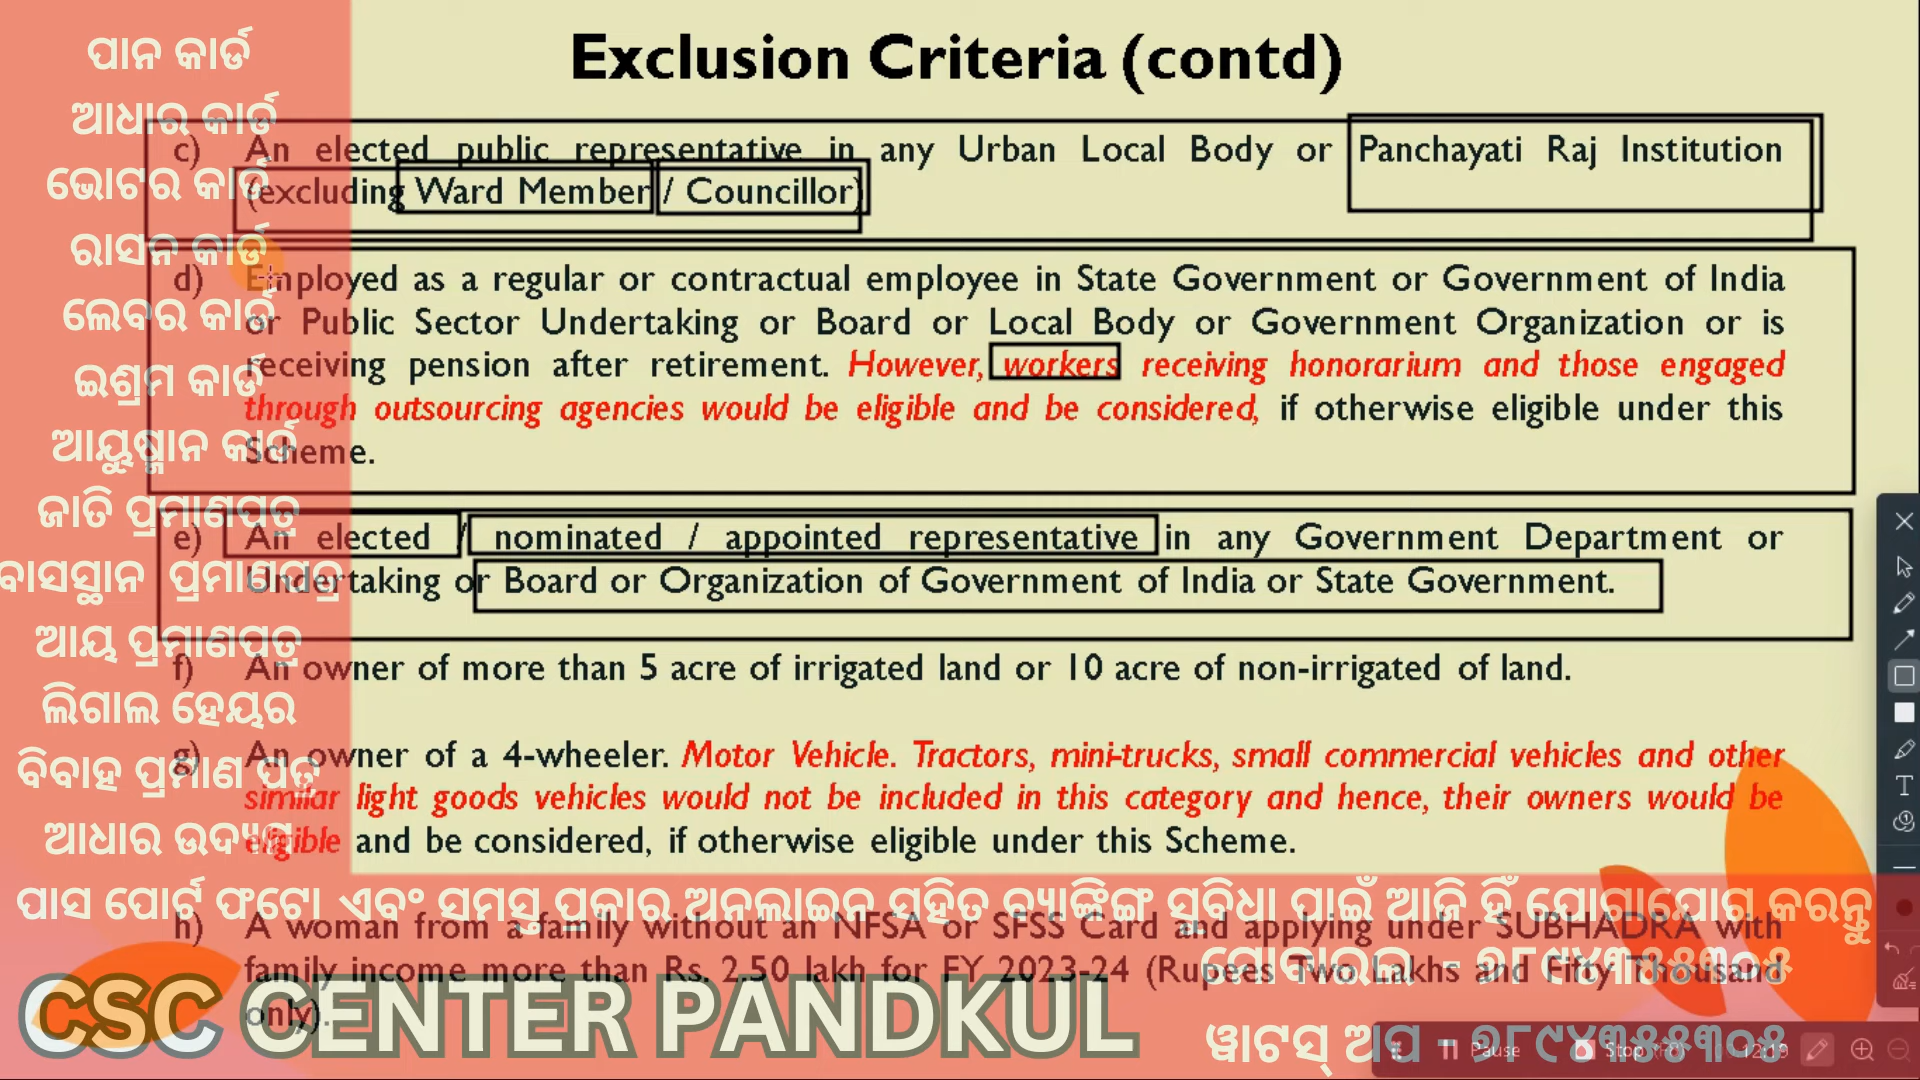 Exclusion Criteria (contd)
c) An elected public representative in any Urban Local Body or Panchayati Raj Institution
(excluding Ward Member / Councillor)
d) Employed as a regular or contractual employee in State Government or Government of India
or Public Sector Undertaking or Board or Local Body or Government Organization or is
receiving pension after retirement. However, workers receiving honorarium and those engaged
through outsourcing agencies would be eligible and be considered, if otherwise eligible under this
Scheme.
e) An elected / nominated / appointed representative in any Government Department or
Undertaking or Board or Organization of Government of India or State Government.
f) An owner of more than 5 acre of irrigated land or 10 acre of non-irrigated of land.
g) An owner of a 4-wheeler. Motor Vehicle. Tractors, mini-trucks, small commercial vehicles and other
similar light goods vehicles would not be included in this category and hence, their owners would be
eligible and be considered, if otherwise eligible under this Scheme.
h) A woman from a family without an NFSA or SFSS Card and applying under SUBHADRA with
family income more than Rs. 2.50 lakh for FY 2023-24 (Rupees Two Lakhs and Fifty Thousand
only).
ପାନ କାର୍ଡ
ଆଧାର କାର୍ଡ
ଭୋଟର କାର୍ଡ
ରାସନ କାର୍ଡ
ଲେବର କାର୍ଡ
ଇଶ୍ରମ କାର୍ଡ
ଆୟୁଷ୍ମାନ କାର୍ଡ
ଜାତି ପ୍ରମାଣପତ୍ର
ବାସସ୍ଥାନ ପ୍ରମାଣପତ୍ର
ଆୟ ପ୍ରମାଣପତ୍ର
ଲିଗାଲ ହେୟର
ବିବାହ ପ୍ରମାଣ ପତ୍ର
ଆଧାର ଉଦ୍ୟମ
ପାସ ପୋର୍ଟ ଫଟୋ ଏବଂ ସମସ୍ତ ପ୍ରକାର ଅନଲାଇନ ସହିତ ବ୍ୟାଙ୍କିଙ୍ଗ ସୁବିଧା ପାଇଁ ଆଜି ହିଁ ଯୋଗାଯୋଗ କରନ୍ତୁ
ମୋବାଇଲ -
ୱାଟସ୍ ଆପ -
CSC CENTER PANDKUL
Pause
Stop
12:19